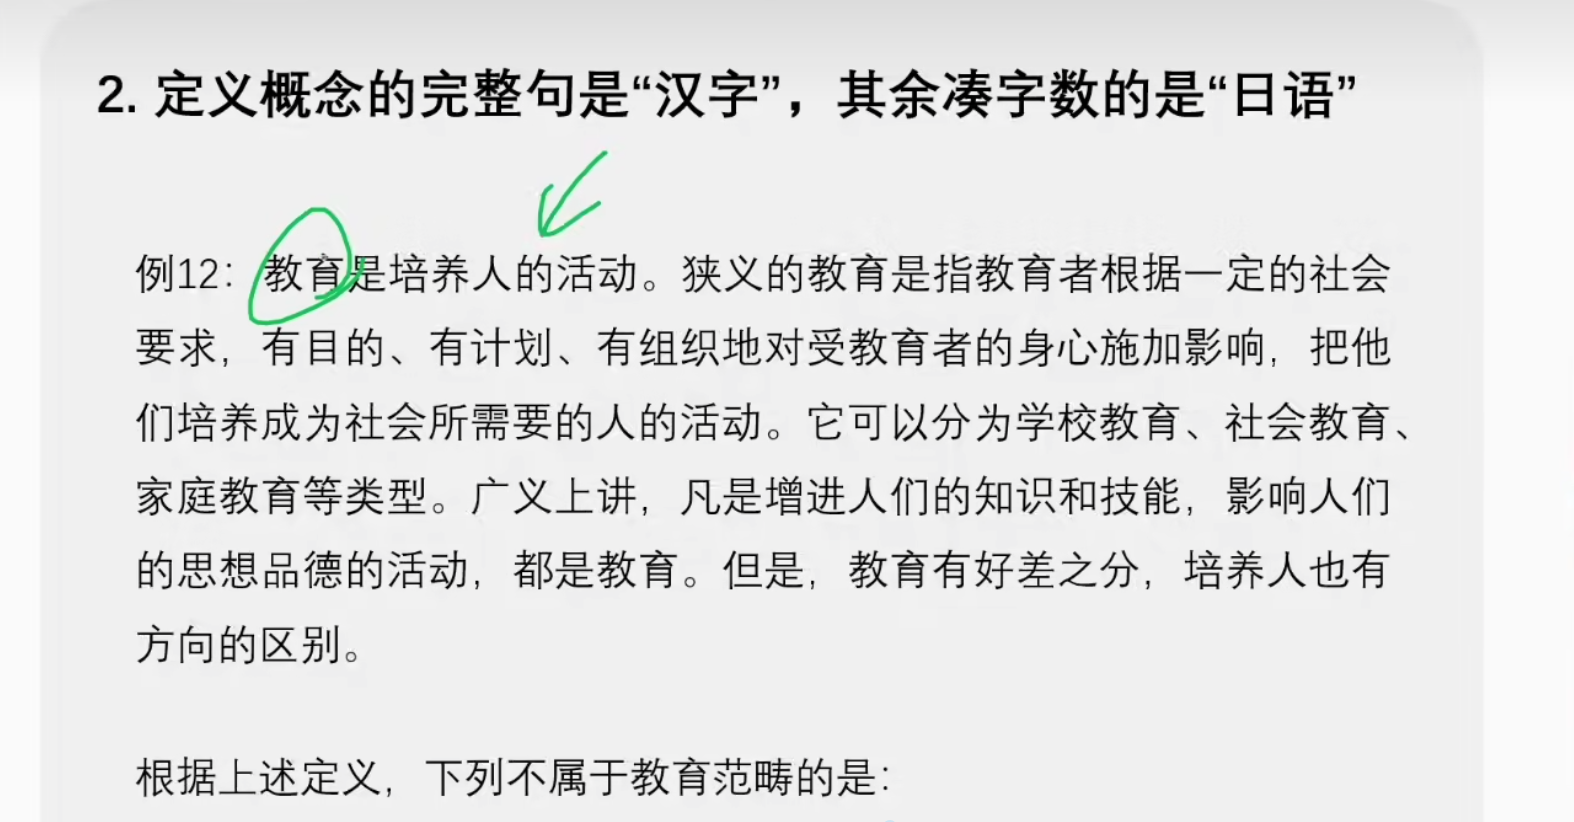 2. 定义概念的完整句是“汉字”，其余凑字数的是“日语”
例12：教育是培养人的活动。狭义的教育是指教育者根据一定的社会
要求，有目的、有计划、有组织地对受教育者的身心施加影响，把他
们培养成为社会所需要的人的活动。它可以分为学校教育、社会教育、
家庭教育等类型。广义上讲，凡是增进人们的知识和技能，影响人们
的思想品德的活动，都是教育。但是，教育有好差之分，培养人也有
方向的区别。
根据上述定义，下列不属于教育范畴的是：